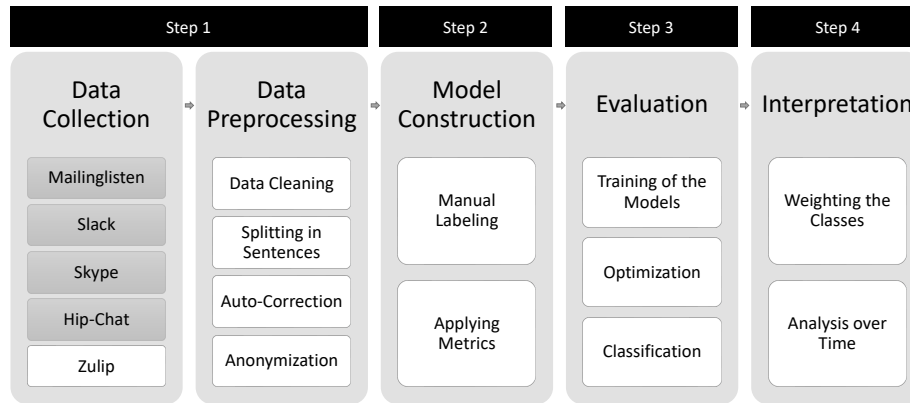 Step 1
Step 2
Step 3
Step 4
Data
Collection
Mailinglisten
Slack
Skype
Hip-Chat
Zulip
Data
Preprocessing
Data Cleaning
Splitting in
Sentences
Auto-Correction
Anonymization
Model
Construction
Manual
Labeling
Applying
Metrics
Evaluation
Training of the
Models
Optimization
Classification
Interpretation
Weighting the
Classes
Analysis over
Time